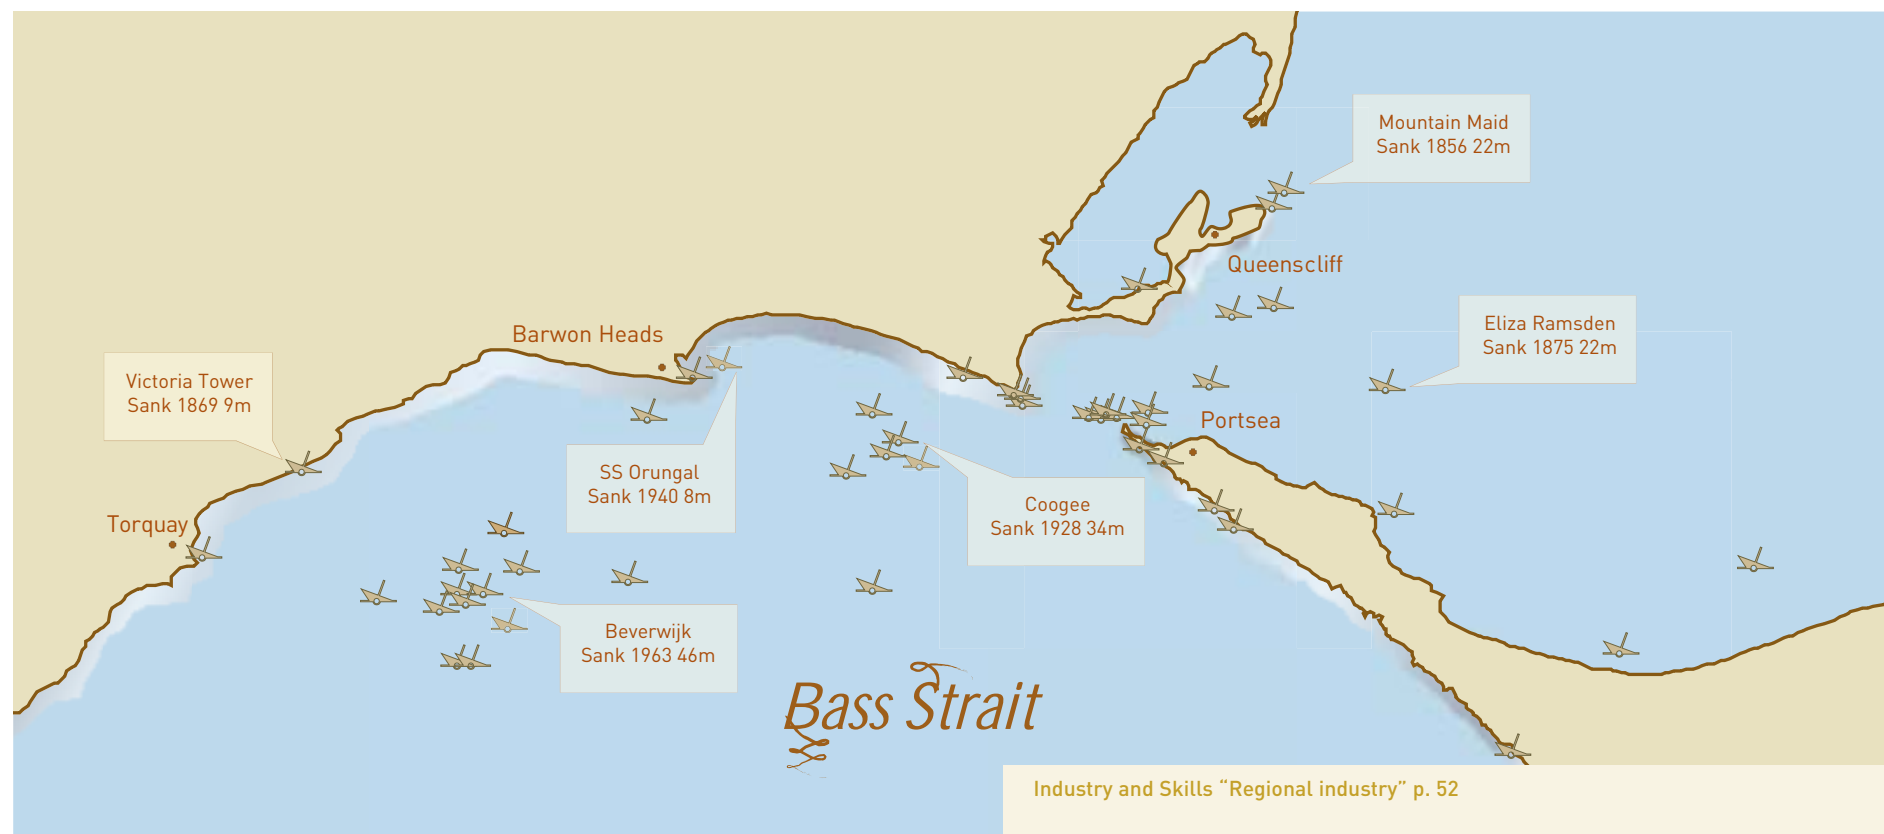 Mountain Maid
Sank 1856 22m
Queenscliff
Eliza Ramsden
Sank 1875 22m
Barwon Heads
Victoria Tower
Sank 1869 9m
Portsea
SS Orungal
Sank 1940 8m
Coogee
Sank 1928 34m
Torquay
Beverwijk
Sank 1963 46m
Bass Strait
Industry and Skills “Regional industry” p. 52